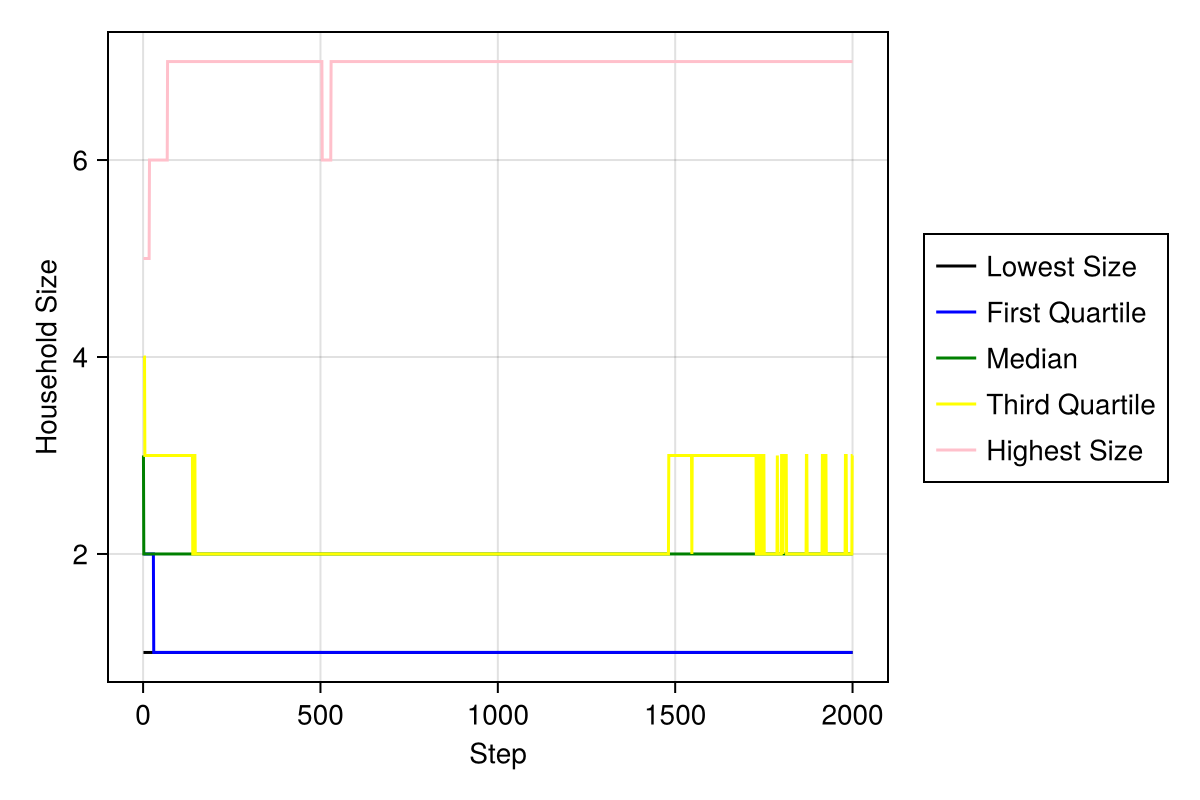 Household Size
6
4
2
0 500 1000 1500 2000
Step
Lowest Size
First Quartile
Median
Third Quartile
Highest Size